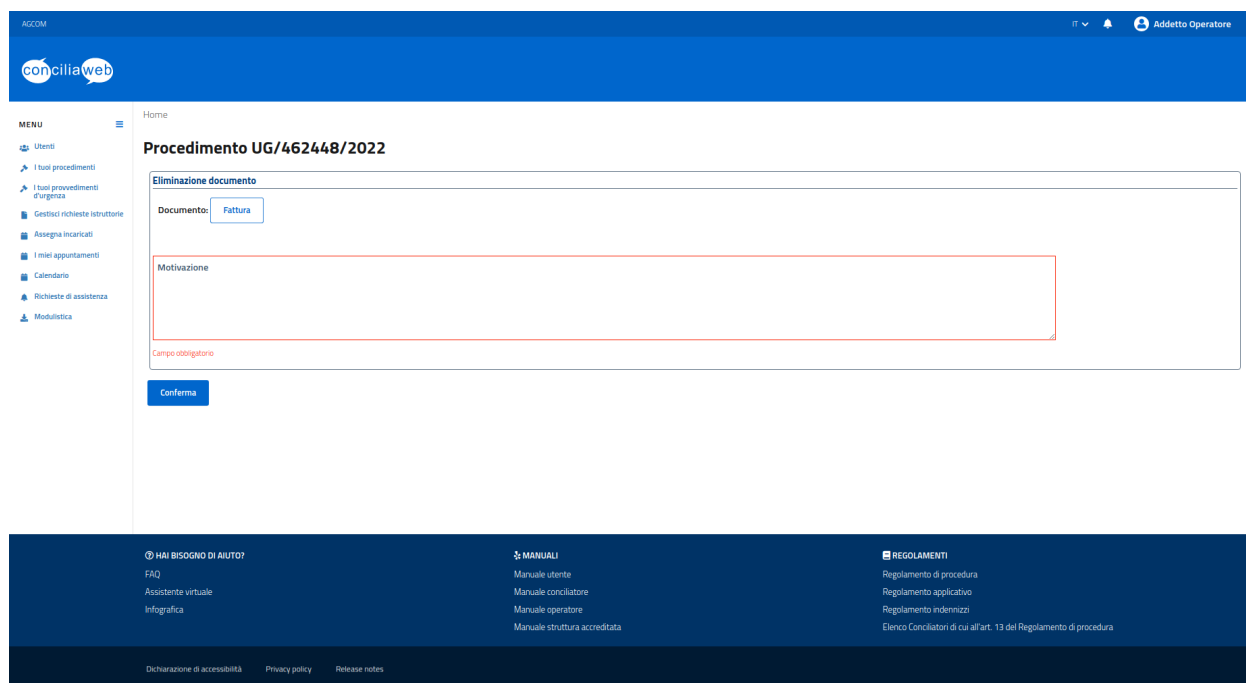 AGCOM
IT
Addetto Operatore
conciliaweb
MENU
Utenti
I tuoi procedimenti
I tuoi provvedimenti
d'urgenza
Gestisci richieste istruttorie
Assegna incaricati
I miei appuntamenti
Calendario
Richieste di assistenza
Modulistica
Home
Procedimento UG/462448/2022
Eliminazione documento
Documento: Fattura
Motivazione
Campo obbligatorio
Conferma
HAI BISOGNO DI AIUTO?
FAQ
Assistente virtuale
Infografica
MANUALI
Manuale utente
Manuale conciliatore
Manuale operatore
Manuale struttura accreditata
REGOLAMENTI
Regolamento di procedura
Regolamento applicativo
Regolamento indennizzi
Elenco Conciliatori di cui all'art. 13 del Regolamento di procedura
Dichiarazione di accessibilità Privacy policy Release notes